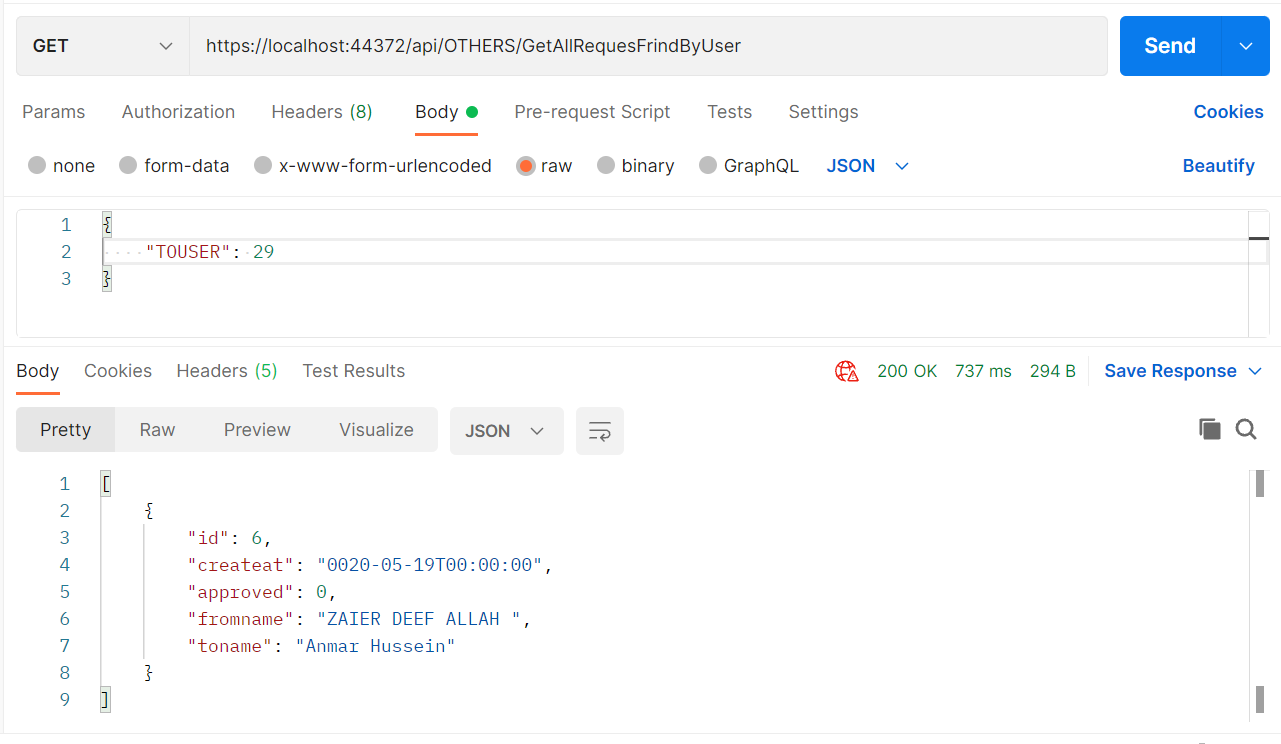 GET https://localhost:44372/api/OTHERS/GetAllRequesFrindByUser Send
Params Authorization Headers (8) Body Pre-request Script Tests Settings Cookies
none form-data x-www-form-urlencoded raw binary GraphQL JSON Beautify
1 {
2 "TOUSER": 29
3 }
Body Cookies Headers (5) Test Results 200 OK 737 ms 294 B Save Response
Pretty Raw Preview Visualize JSON
1 [
2 {
3 "id": 6,
4 "createat": "0020-05-19T00:00:00",
5 "approved": 0,
6 "fromname": "ZAIER DEEF ALLAH ",
7 "toname": "Anmar Hussein"
8 }
9 ]